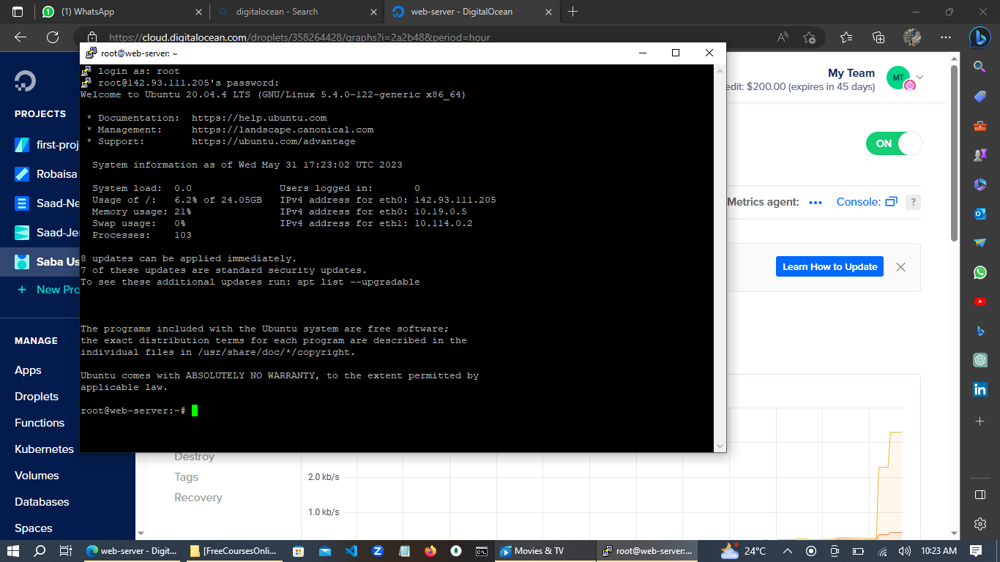 (1) WhatsApp
digitalocean - Search
web-server - DigitalOcean
https://cloud.digitalocean.com/droplets/358264428/graphs?i=2a2b48&period=hour
PROJECTS
first-proj
Robaisa
Saad-Ne
Saad-Jer
Saba Us
+ New Pro
MANAGE
Apps
Droplets
Functions
Kubernetes
Volumes
Databases
Spaces
root@web-server: ~
login as: root
root@142.93.111.205's password:
Welcome to Ubuntu 20.04.4 LTS (GNU/Linux 5.4.0-122-generic x86_64)
* Documentation:  https://help.ubuntu.com
* Management:     https://landscape.canonical.com
* Support:        https://ubuntu.com/advantage
System information as of Wed May 31 17:23:02 UTC 2023
System load:  0.0               Users logged in:       0
Usage of /:   6.2% of 24.05GB   IPv4 address for eth0: 142.93.111.205
Memory usage: 21%               IPv4 address for eth0: 10.19.0.5
Swap usage:   0%                IPv4 address for eth1: 10.114.0.2
Processes:    103
8 updates can be applied immediately.
7 of these updates are standard security updates.
To see these additional updates run: apt list --upgradable
The programs included with the Ubuntu system are free software;
the exact distribution terms for each program are described in the
individual files in /usr/share/doc/*/copyright.
Ubuntu comes with ABSOLUTELY NO WARRANTY, to the extent permitted by
applicable law.
root@web-server:~#
My Team
edit: $200.00 (expires in 45 days)
MT
ON
Metrics agent: ••• Console: ?
Learn How to Update
Destroy
Tags
Recovery
2.0 kb/s
1.0 kb/s
web-server - Digit...
[FreeCoursesOnli...
Movies & TV
root@web-server:...
24°C
10:23 AM